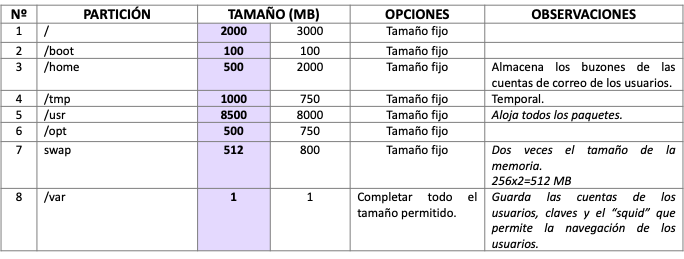 Nº PARTICIÓN TAMAÑO (MB) OPCIONES OBSERVACIONES
1 / 2000 3000 Tamaño fijo
2 /boot 100 100 Tamaño fijo
3 /home 500 2000 Tamaño fijo Almacena los buzones de las
cuentas de correo de los usuarios.
4 /tmp 1000 750 Tamaño fijo Temporal.
5 /usr 8500 8000 Tamaño fijo Aloja todos los paquetes.
6 /opt 500 750 Tamaño fijo
7 swap 512 800 Tamaño fijo Dos veces el tamaño de la
memoria.
256x2=512 MB
8 /var 1 1 Completar todo el Guarda las cuentas de los
tamaño permitido. usuarios, claves y el “squid” que
permite la navegación de los
usuarios.